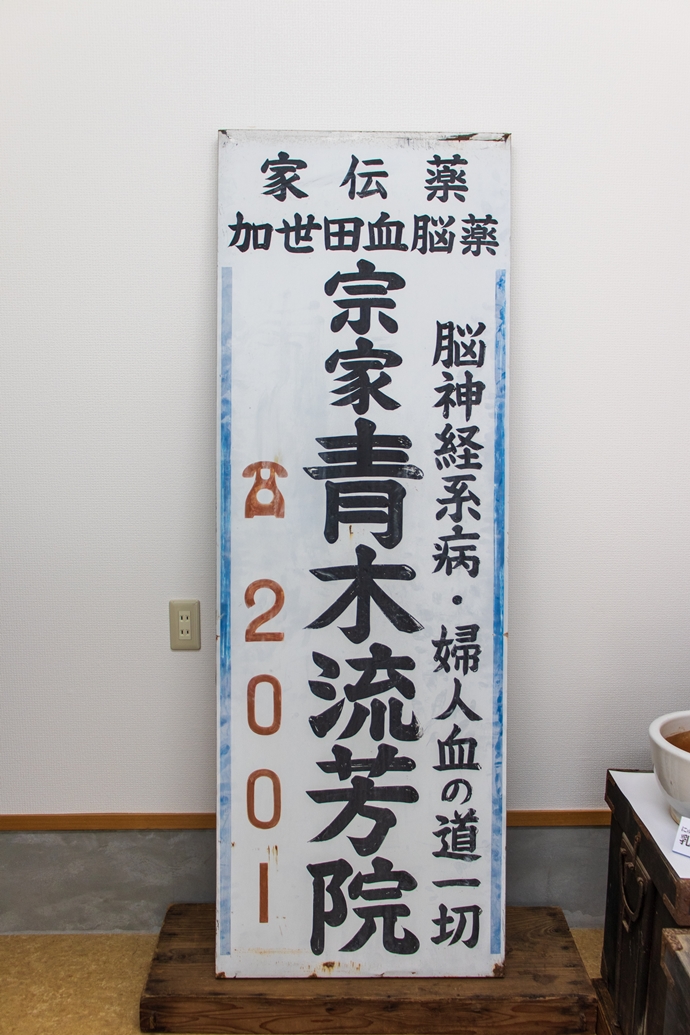 家伝薬
加世田血脳薬
脳神経系病・婦人血の道一切
宗家青木流芳院
☎2001
乳